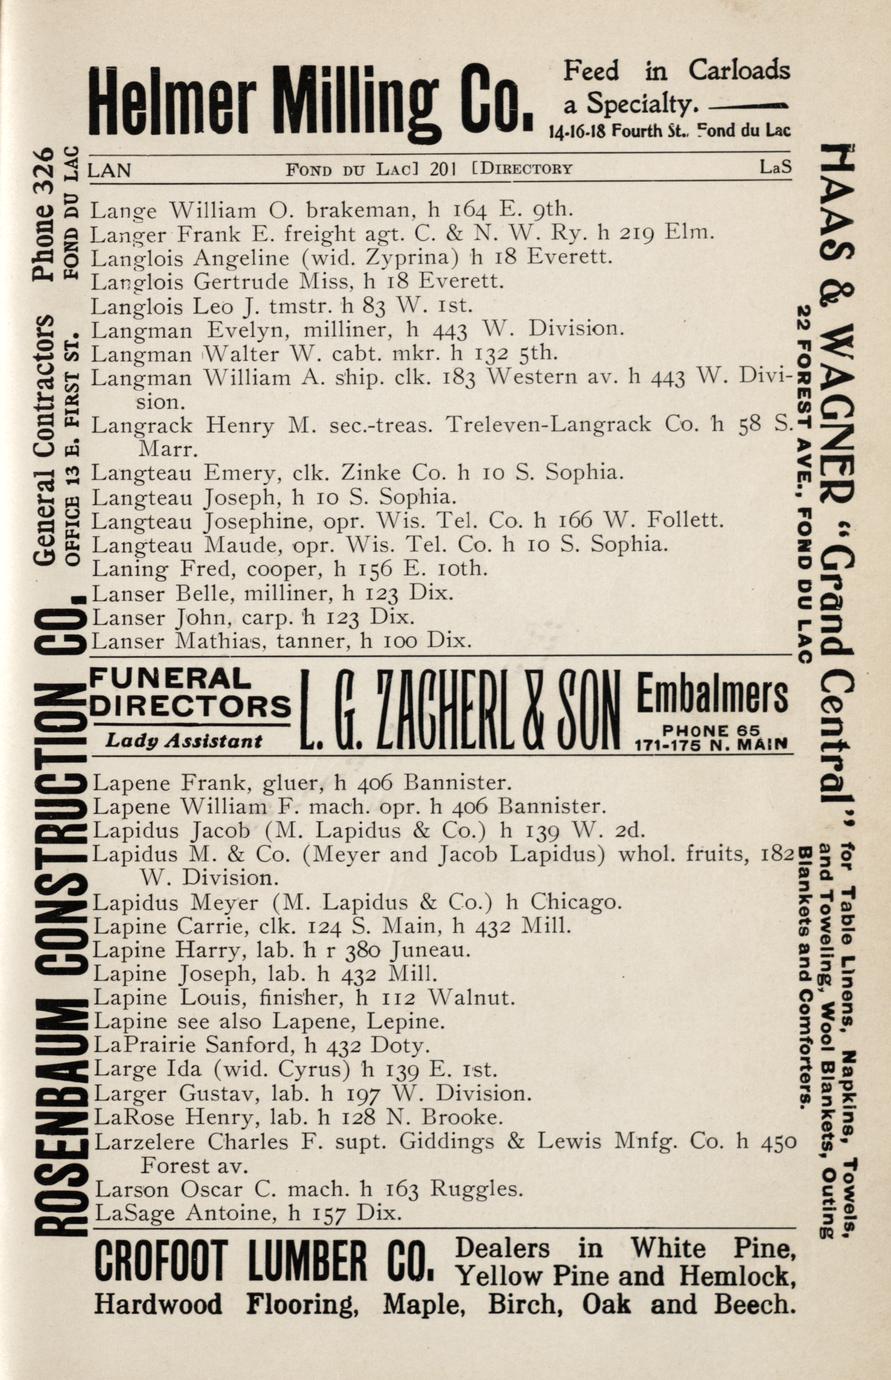 Helmer Milling Co.
Feed in Carloads
a Specialty.
14-16-18 Fourth St., Fond du Lac
LAN FOND DU LAC] 201 [DIRECTORY LaS
Lange William O. brakeman, h 164 E. 9th.
Langer Frank E. freight agt. C. & N. W. Ry. h 219 Elm.
Langlois Angeline (wid. Zyprina) h 18 Everett.
Langlois Gertrude Miss, h 18 Everett.
Langlois Leo J. tmstr. h 83 W. 1st.
Langman Evelyn, milliner, h 443 W. Division.
Langman Walter W. cabt. mkr. h 132 5th.
Langman William A. ship. clk. 183 Western av. h 443 W. Divi-
sion.
Langrack Henry M. sec.-treas. Treleven-Langrack Co. h 58 S.
Marr.
Langteau Emery, clk. Zinke Co. h 10 S. Sophia.
Langteau Joseph, h 10 S. Sophia.
Langteau Josephine, opr. Wis. Tel. Co. h 166 W. Follett.
Langteau Maude, opr. Wis. Tel. Co. h 10 S. Sophia.
Laning Fred, cooper, h 156 E. 10th.
Lanser Belle, milliner, h 123 Dix.
Lanser John, carp. h 123 Dix.
Lanser Mathias, tanner, h 100 Dix.
FUNERAL
DIRECTORS
Lady Assistant
L. G. ZACHERL & SON
Embalmers
PHONE 65
171-175 N. MAIN
Lapene Frank, gluer, h 406 Bannister.
Lapene William F. mach. opr. h 406 Bannister.
Lapidus Jacob (M. Lapidus & Co.) h 139 W. 2d.
Lapidus M. & Co. (Meyer and Jacob Lapidus) whol. fruits, 182
W. Division.
Lapidus Meyer (M. Lapidus & Co.) h Chicago.
Lapine Carrie, clk. 124 S. Main, h 432 Mill.
Lapine Harry, lab. h r 380 Juneau.
Lapine Joseph, lab. h 432 Mill.
Lapine Louis, finisher, h 112 Walnut.
Lapine see also Lapene, Lepine.
LaPrairie Sanford, h 432 Doty.
Large Ida (wid. Cyrus) h 139 E. 1st.
Larger Gustav, lab. h 197 W. Division.
LaRose Henry, lab. h 128 N. Brooke.
Larzelere Charles F. supt. Giddings & Lewis Mnfg. Co. h 450
Forest av.
Larson Oscar C. mach. h 163 Ruggles.
LaSage Antoine, h 157 Dix.
CROFOOT LUMBER CO.
Dealers in White Pine,
Yellow Pine and Hemlock,
Hardwood Flooring, Maple, Birch, Oak and Beech.
ROSENBAUM CONSTRUCTION CO.
General Contractors Phone 326
OFFICE 13 E. FIRST ST. FOND DU LAC
HAAS & WAGNER "Grand Central"
22 FOREST AVE., FOND DU LAC
for Table Linens, Napkins, Towels,
and Toweling, Wool Blankets, Outing
Blankets and Comforters.